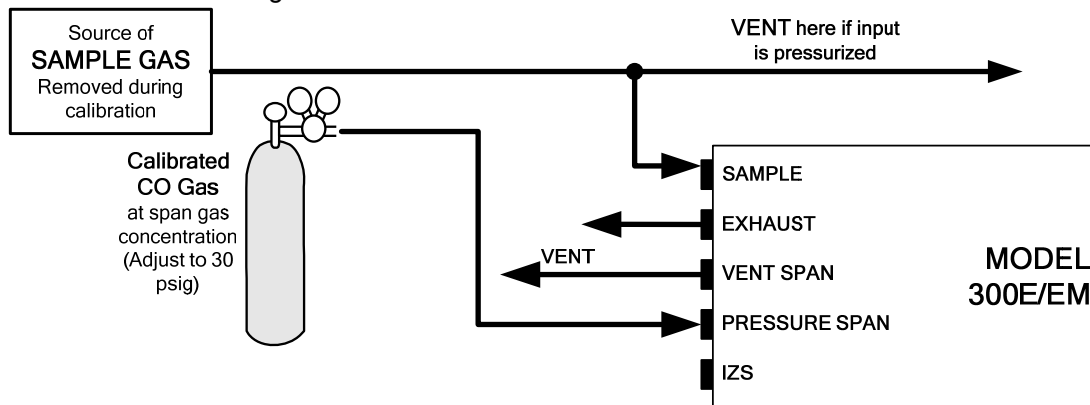 Source of
SAMPLE GAS
Removed during
calibration
VENT here if input
is pressurized
Calibrated
CO Gas
at span gas
concentration
(Adjust to 30
psig)
SAMPLE
EXHAUST
VENT
VENT SPAN
PRESSURE SPAN
IZS
MODEL
300E/EM